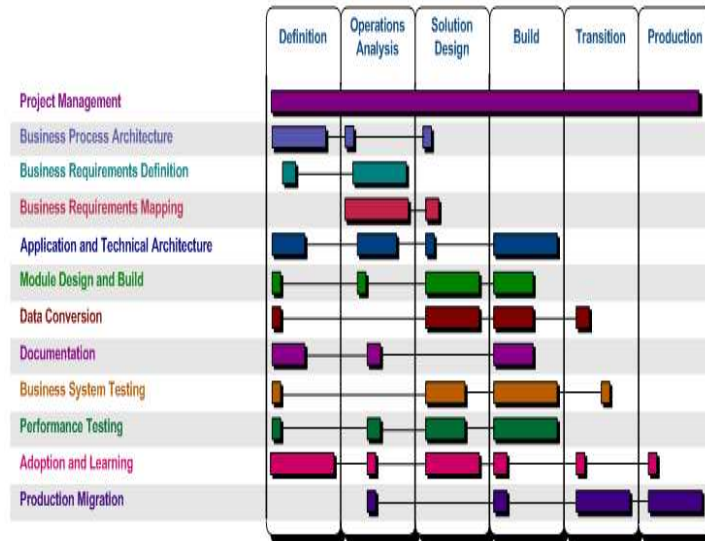 Definition
Operations
Analysis
Solution
Design
Build
Transition
Production
Project Management
Business Process Architecture
Business Requirements Definition
Business Requirements Mapping
Application and Technical Architecture
Module Design and Build
Data Conversion
Documentation
Business System Testing
Performance Testing
Adoption and Learning
Production Migration